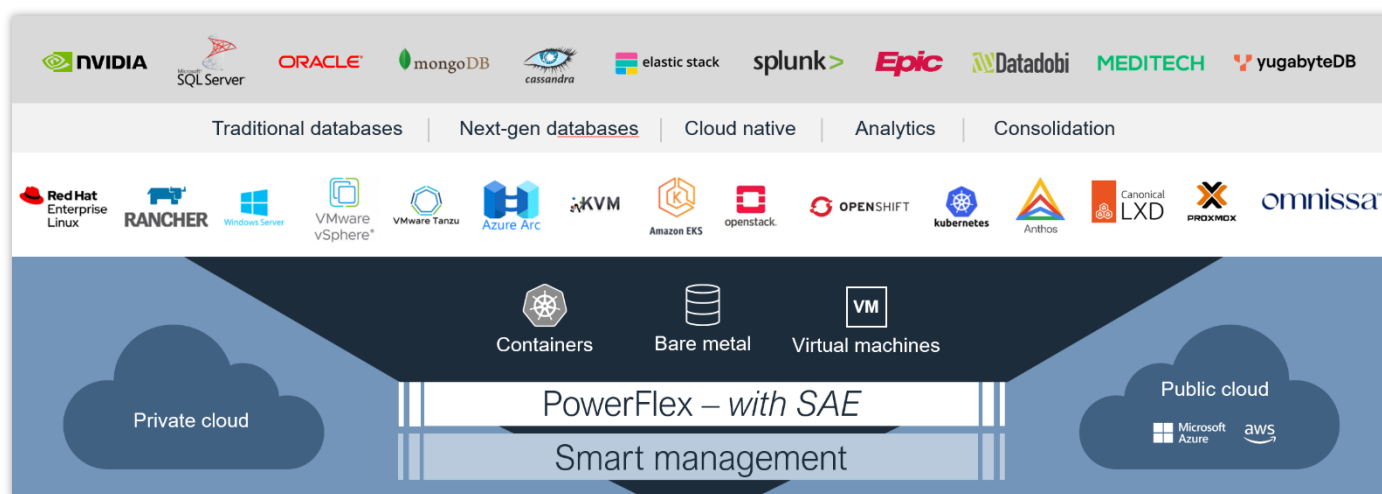 NVIDIA
Microsoft
SQL Server
ORACLE
mongoDB
cassandra
elastic stack
splunk>
Epic
Datadobi
MEDITECH
yugabyteDB
Traditional databases | Next-gen databases | Cloud native | Analytics | Consolidation
Red Hat
Enterprise
Linux
RANCHER
Windows Server
VMware
vSphere®
VMware Tanzu
Azure Arc
KVM
Amazon EKS
openstack.
OPENSHIFT
kubernetes
Anthos
Canonical
LXD
PROXMOX
omnissa™
VM
Containers
Bare metal
Virtual machines
Private cloud
PowerFlex – with SAE
Smart management
Public cloud
Microsoft
Azure
aws